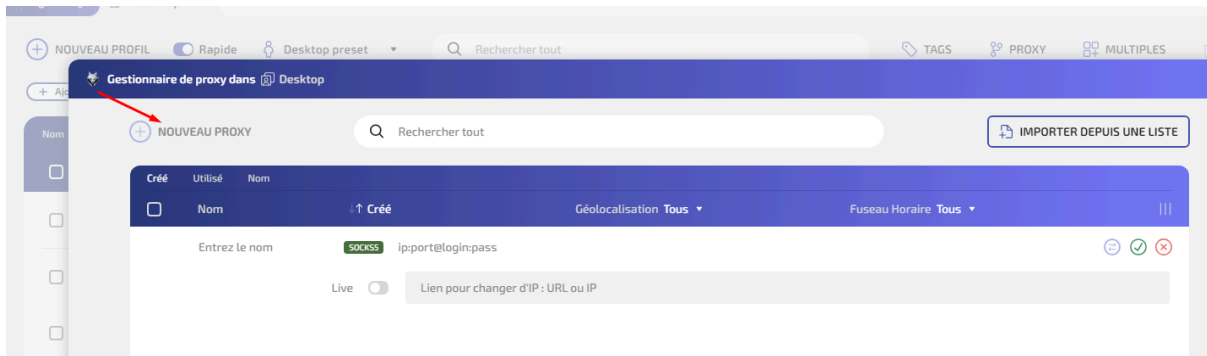 NOUVEAU PROFIL Rapide Desktop preset Rechercher tout TAGS PROXY MULTIPLES
Gestionnaire de proxy dans Desktop
+ Ajo
NOUVEAU PROXY Rechercher tout IMPORTER DEPUIS UNE LISTE
Nom
Créé Utilisé Nom
Nom ↓↑ Créé Géolocalisation Tous Fuseau Horaire Tous
Entrez le nom SOCKS5 ip:port@login:pass
Live Lien pour changer d'IP : URL ou IP